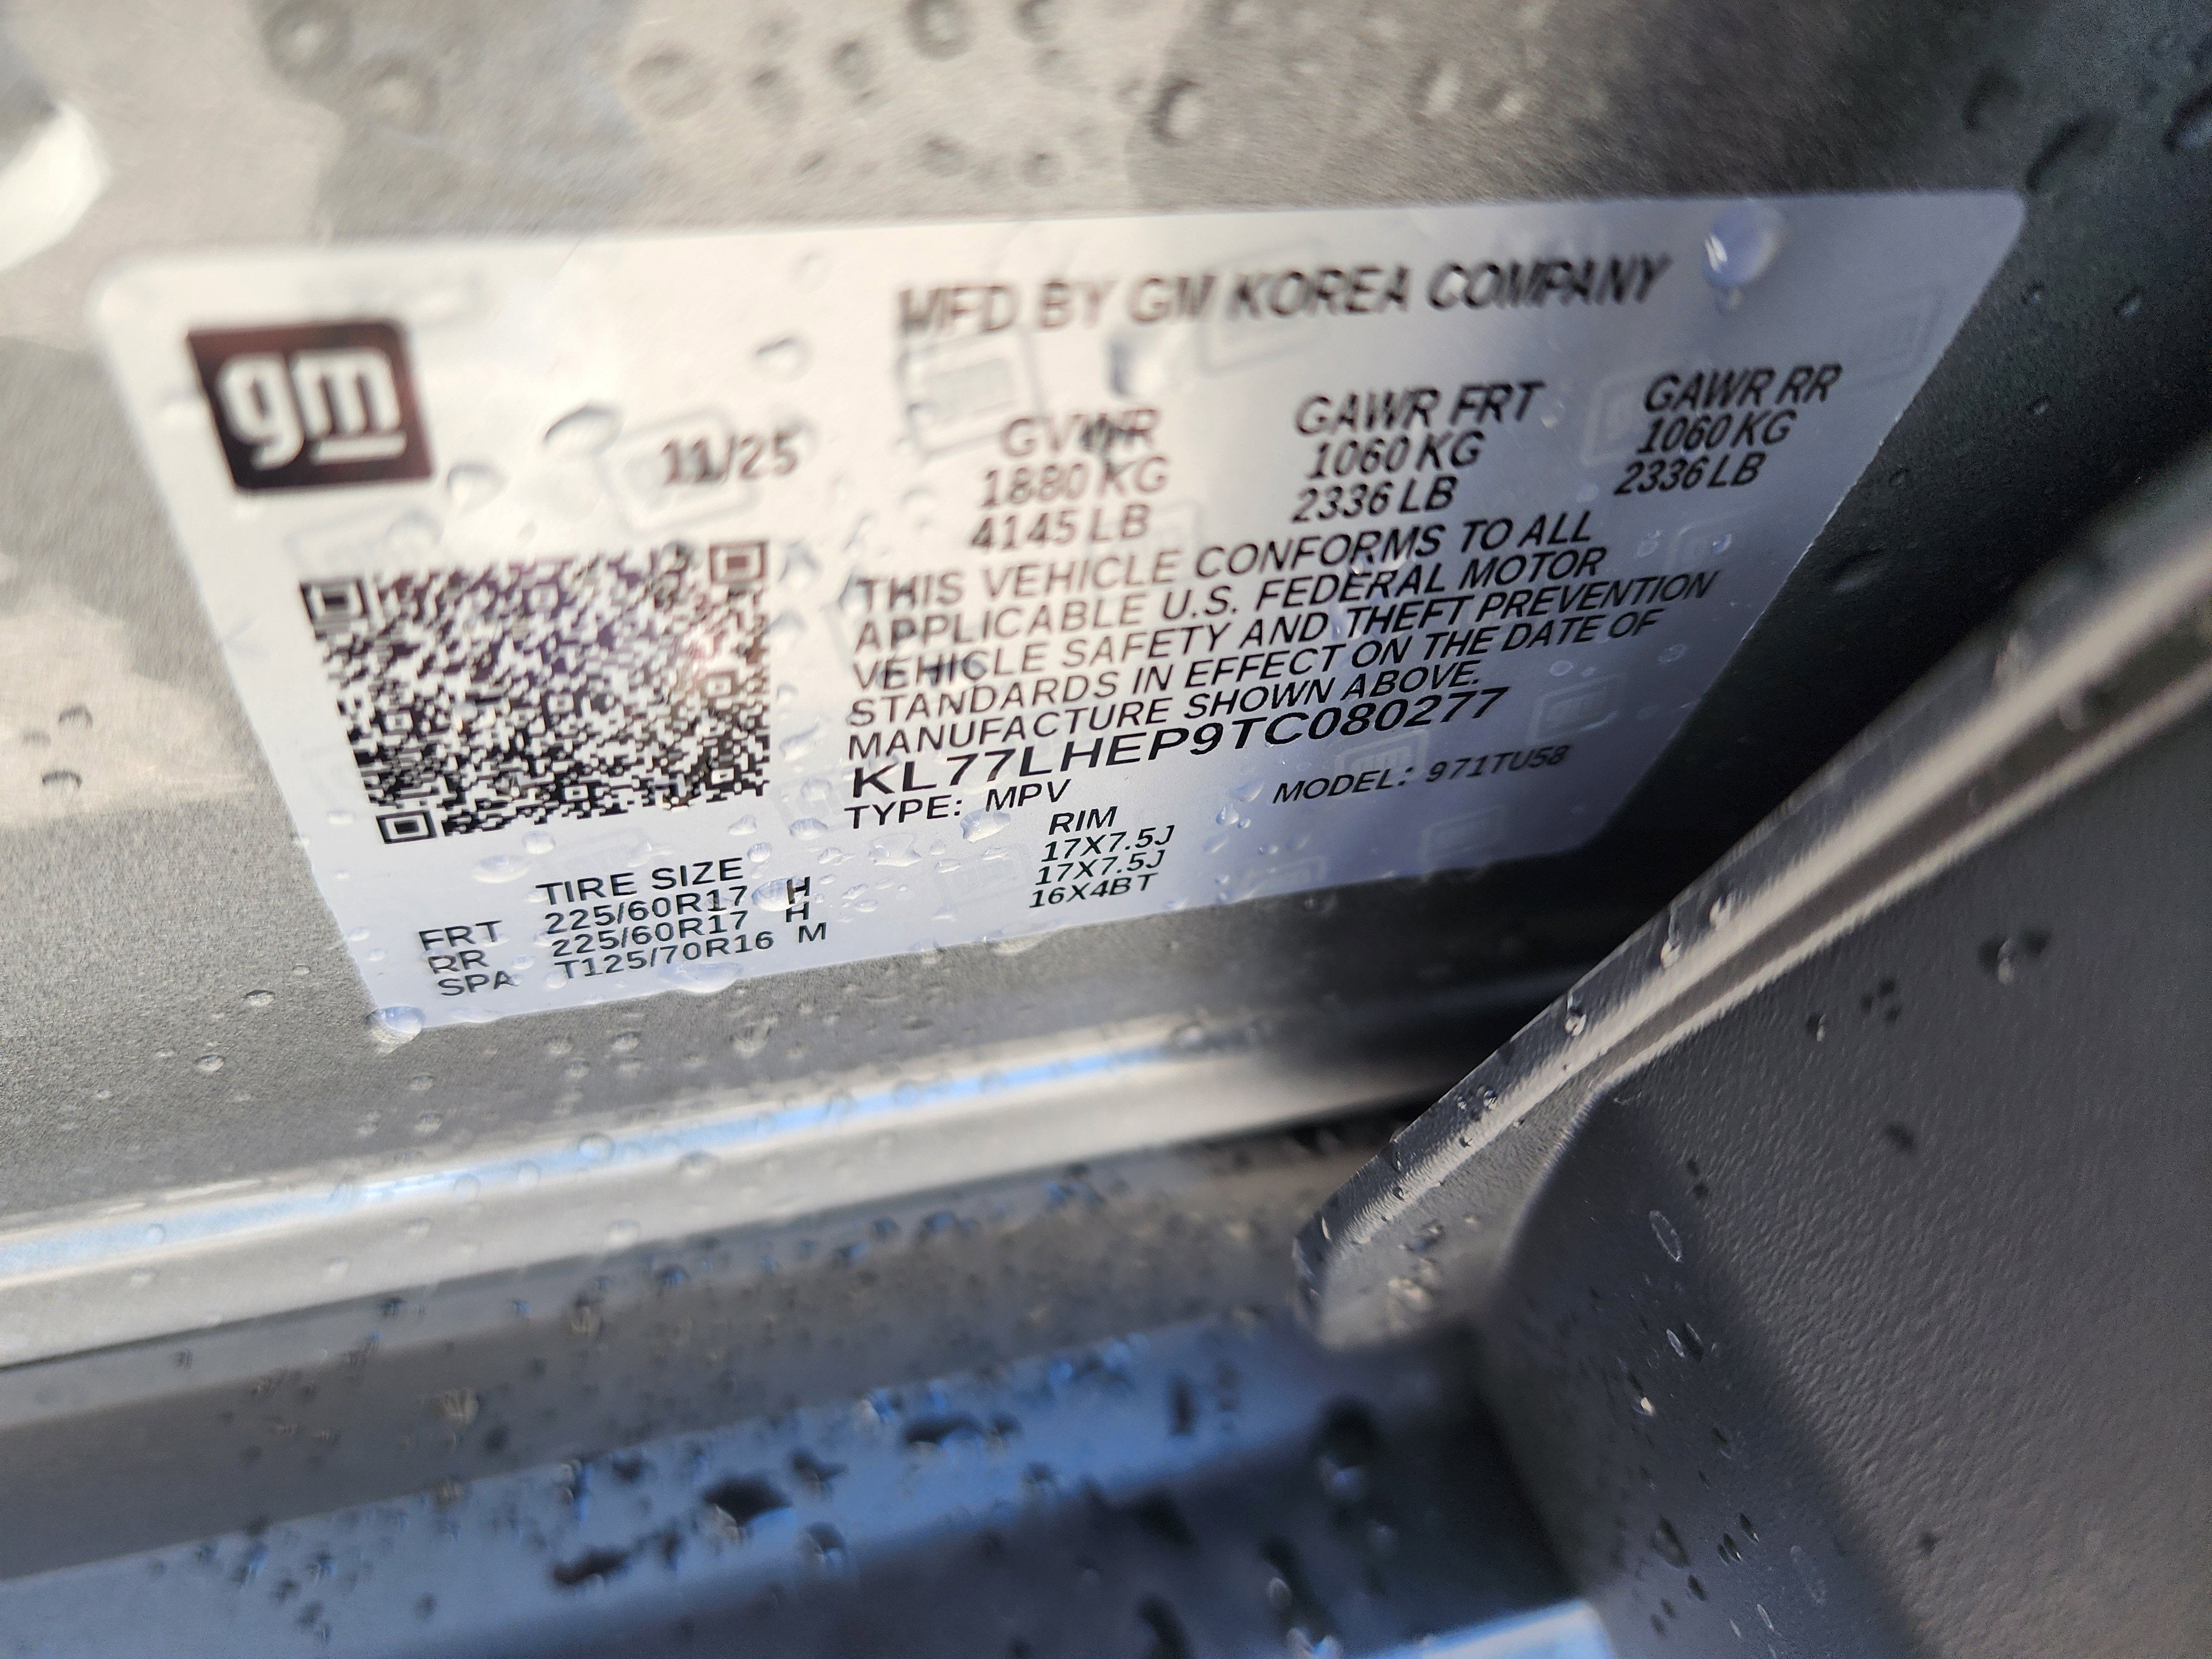 gm
MFD BY GM KOREA COMPANY
11/25
GVWR GAWR FRT GAWR RR
1880 KG 1060 KG 1060 KG
4145 LB 2336 LB 2336 LB
THIS VEHICLE CONFORMS TO ALL
APPLICABLE U.S. FEDERAL MOTOR
VEHICLE SAFETY AND THEFT PREVENTION
STANDARDS IN EFFECT ON THE DATE OF
MANUFACTURE SHOWN ABOVE.
KL77LHEP9TC080277
TYPE: MPV MODEL: 971TU58
TIRE SIZE RIM
FRT 225/60R17 H 17X7.5J
RR 225/60R17 H 17X7.5J
SPA T125/70R16 M 16X4BT